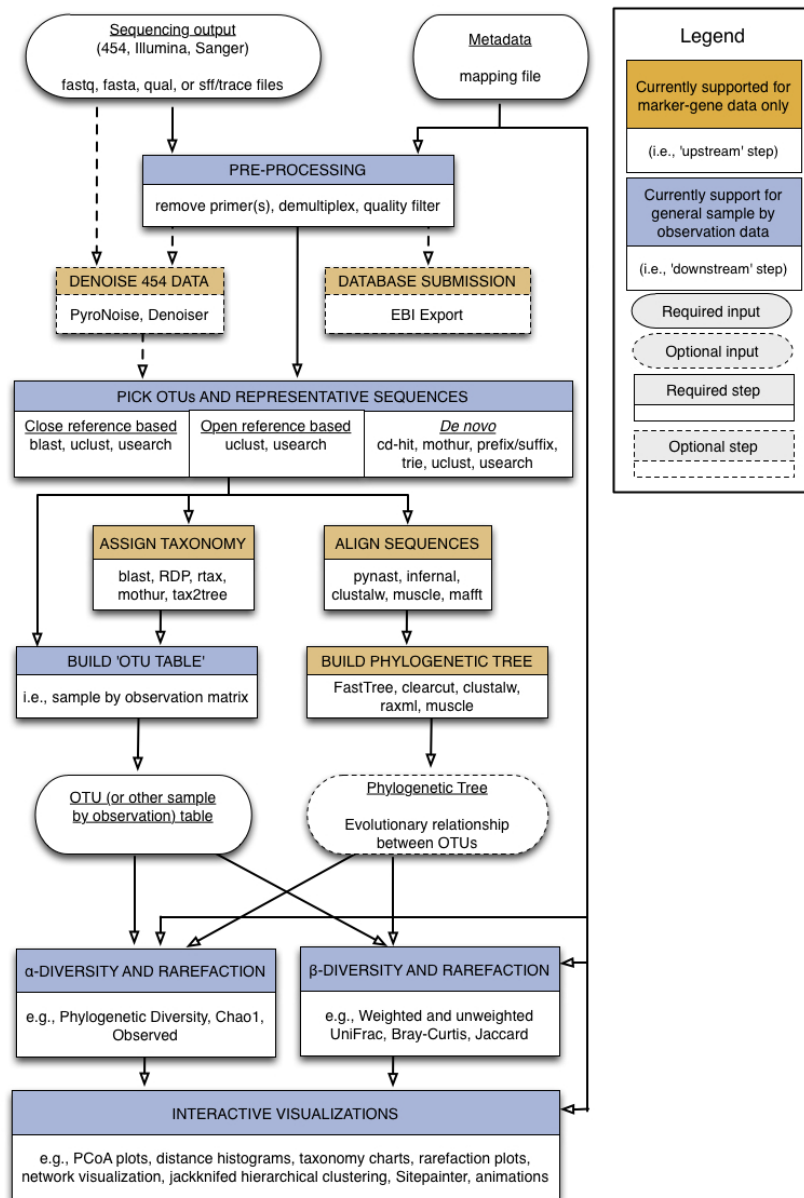 Sequencing output
(454, Illumina, Sanger)
fastq, fasta, qual, or sff/trace files
Metadata
mapping file
PRE-PROCESSING
remove primer(s), demultiplex, quality filter
DENOISE 454 DATA
PyroNoise, Denoiser
DATABASE SUBMISSION
EBI Export
PICK OTUs AND REPRESENTATIVE SEQUENCES
Close reference based
blast, uclust, usearch
Open reference based
uclust, usearch
De novo
cd-hit, mothur, prefix/suffix,
trie, uclust, usearch
ASSIGN TAXONOMY
blast, RDP, rtax,
mothur, tax2tree
ALIGN SEQUENCES
pynast, infernal,
clustalw, muscle, mafft
BUILD 'OTU TABLE'
i.e., sample by observation matrix
BUILD PHYLOGENETIC TREE
FastTree, clearcut, clustalw,
raxml, muscle
OTU (or other sample
by observation) table
Phylogenetic Tree
Evolutionary relationship
between OTUs
α-DIVERSITY AND RAREFACTION
e.g., Phylogenetic Diversity, Chao1,
Observed
β-DIVERSITY AND RAREFACTION
e.g., Weighted and unweighted
UniFrac, Bray-Curtis, Jaccard
INTERACTIVE VISUALIZATIONS
e.g., PCoA plots, distance histograms, taxonomy charts, rarefaction plots,
network visualization, jackknifed hierarchical clustering, Sitepainter, animations
Legend
Currently supported for
marker-gene data only
(i.e., 'upstream' step)
Currently support for
general sample by
observation data
(i.e., 'downstream' step)
Required input
Optional input
Required step
Optional step